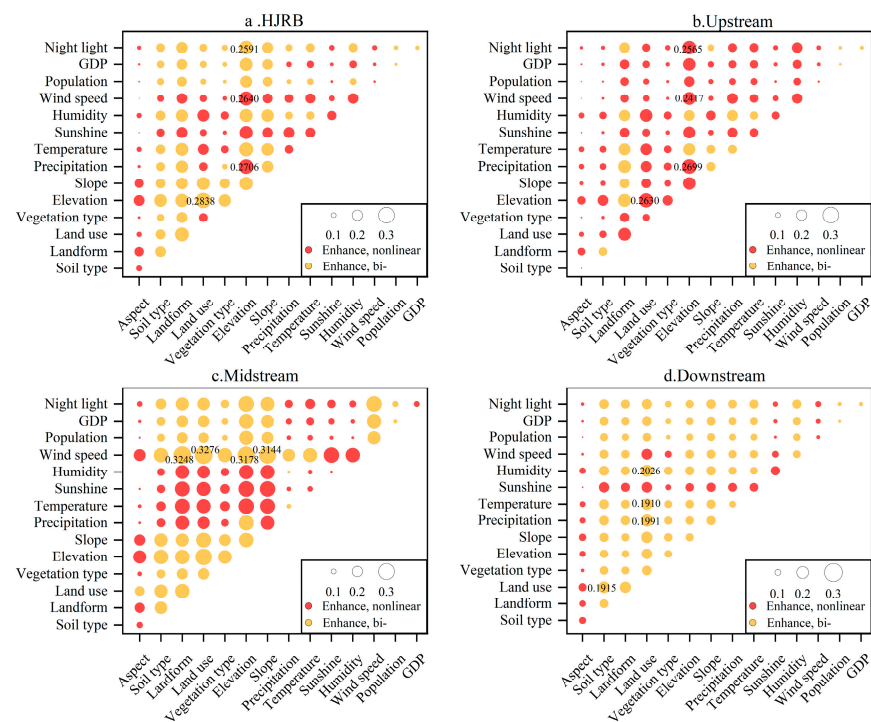 a .HJRB
Night light
GDP
Population
Wind speed
Humidity
Sunshine
Temperature
Precipitation
Slope
Elevation
Vegetation type
Land use
Landform
Soil type
0.2591
0.2640
0.2706
0.2838
0.1 0.2 0.3
Enhance, nonlinear
Enhance, bi-
Aspect
Soil type
Landform
Land use
Vegetation type
Elevation
Slope
Precipitation
Temperature
Sunshine
Humidity
Wind speed
Population
GDP
b.Upstream
Night light
GDP
Population
Wind speed
Humidity
Sunshine
Temperature
Precipitation
Slope
Elevation
Vegetation type
Land use
Landform
Soil type
0.2565
0.2417
0.2699
0.2630
0.1 0.2 0.3
Enhance, nonlinear
Enhance, bi-
Aspect
Soil type
Landform
Land use
Vegetation type
Elevation
Slope
Precipitation
Temperature
Sunshine
Humidity
Wind speed
Population
GDP
c.Midstream
Night light
GDP
Population
Wind speed
Humidity
Sunshine
Temperature
Precipitation
Slope
Elevation
Vegetation type
Land use
Landform
Soil type
0.3276 0.3144
0.3248 0.3178
0.1 0.2 0.3
Enhance, nonlinear
Enhance, bi-
Aspect
Soil type
Landform
Land use
Vegetation type
Elevation
Slope
Precipitation
Temperature
Sunshine
Humidity
Wind speed
Population
GDP
d.Downstream
Night light
GDP
Population
Wind speed
Humidity
Sunshine
Temperature
Precipitation
Slope
Elevation
Vegetation type
Land use
Landform
Soil type
0.2026
0.1910
0.1991
0.1915
0.1 0.2 0.3
Enhance, nonlinear
Enhance, bi-
Aspect
Soil type
Landform
Land use
Vegetation type
Elevation
Slope
Precipitation
Temperature
Sunshine
Humidity
Wind speed
Population
GDP